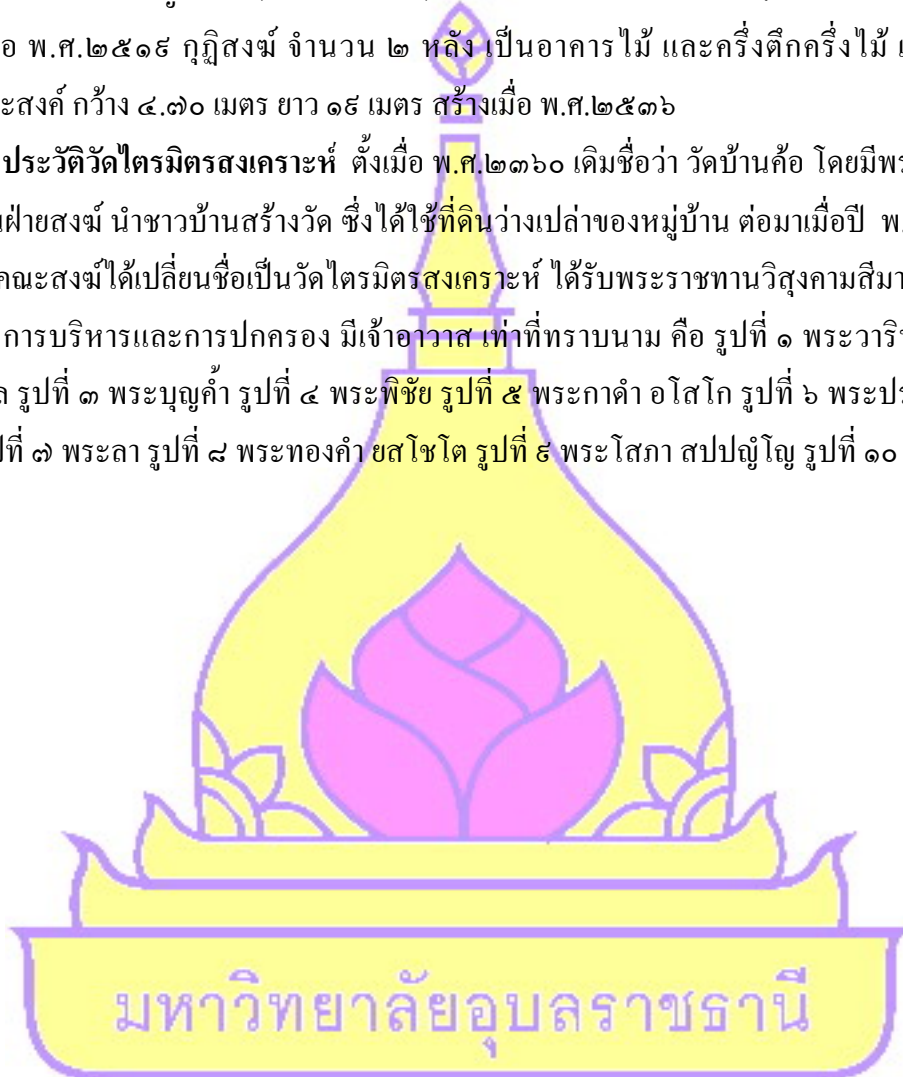 พ.ศ.๒๕๑๙ กุฏิสงฆ์ จำนวน ๒ หลัง เป็นอาคารไม้ และครึ่งตึกครึ่งไม้
กว้าง ๔.๗๐ เมตร ยาว ๑๙ เมตร สร้างเมื่อ พ.ศ.๒๕๓๖
ประวัติวัดไตรมิตรสงเคราะห์ ตั้งเมื่อ พ.ศ.๒๓๖๐ เดิมชื่อว่า วัดบ้านค้อ โดยมีพร
ฝ่ายสงฆ์ นำชาวบ้านสร้างวัด ซึ่งได้ใช้ที่ดินว่างเปล่าของหมู่บ้าน ต่อมาเมื่อปี พ.
คณะสงฆ์ได้เปลี่ยนชื่อเป็นวัดไตรมิตรสงเคราะห์ ได้รับพระราชทานวิสุงคามสีมา
การบริหารและการปกครอง มีเจ้าอาวาส เท่าที่ทราบนาม คือ รูปที่ ๑ พระวาริ
รูปที่ ๓ พระบุญค้ำ รูปที่ ๔ พระพิชัย รูปที่ ๕ พระกาดำ อโสโก รูปที่ ๖ พระปร
ปที่ ๗ พระลา รูปที่ ๘ พระทองคำ ยสโชโต รูปที่ ๙ พระโสภา สปปญํโญ รูปที่ ๑๐
มหาวิทยาลัยอุบลราชธานี